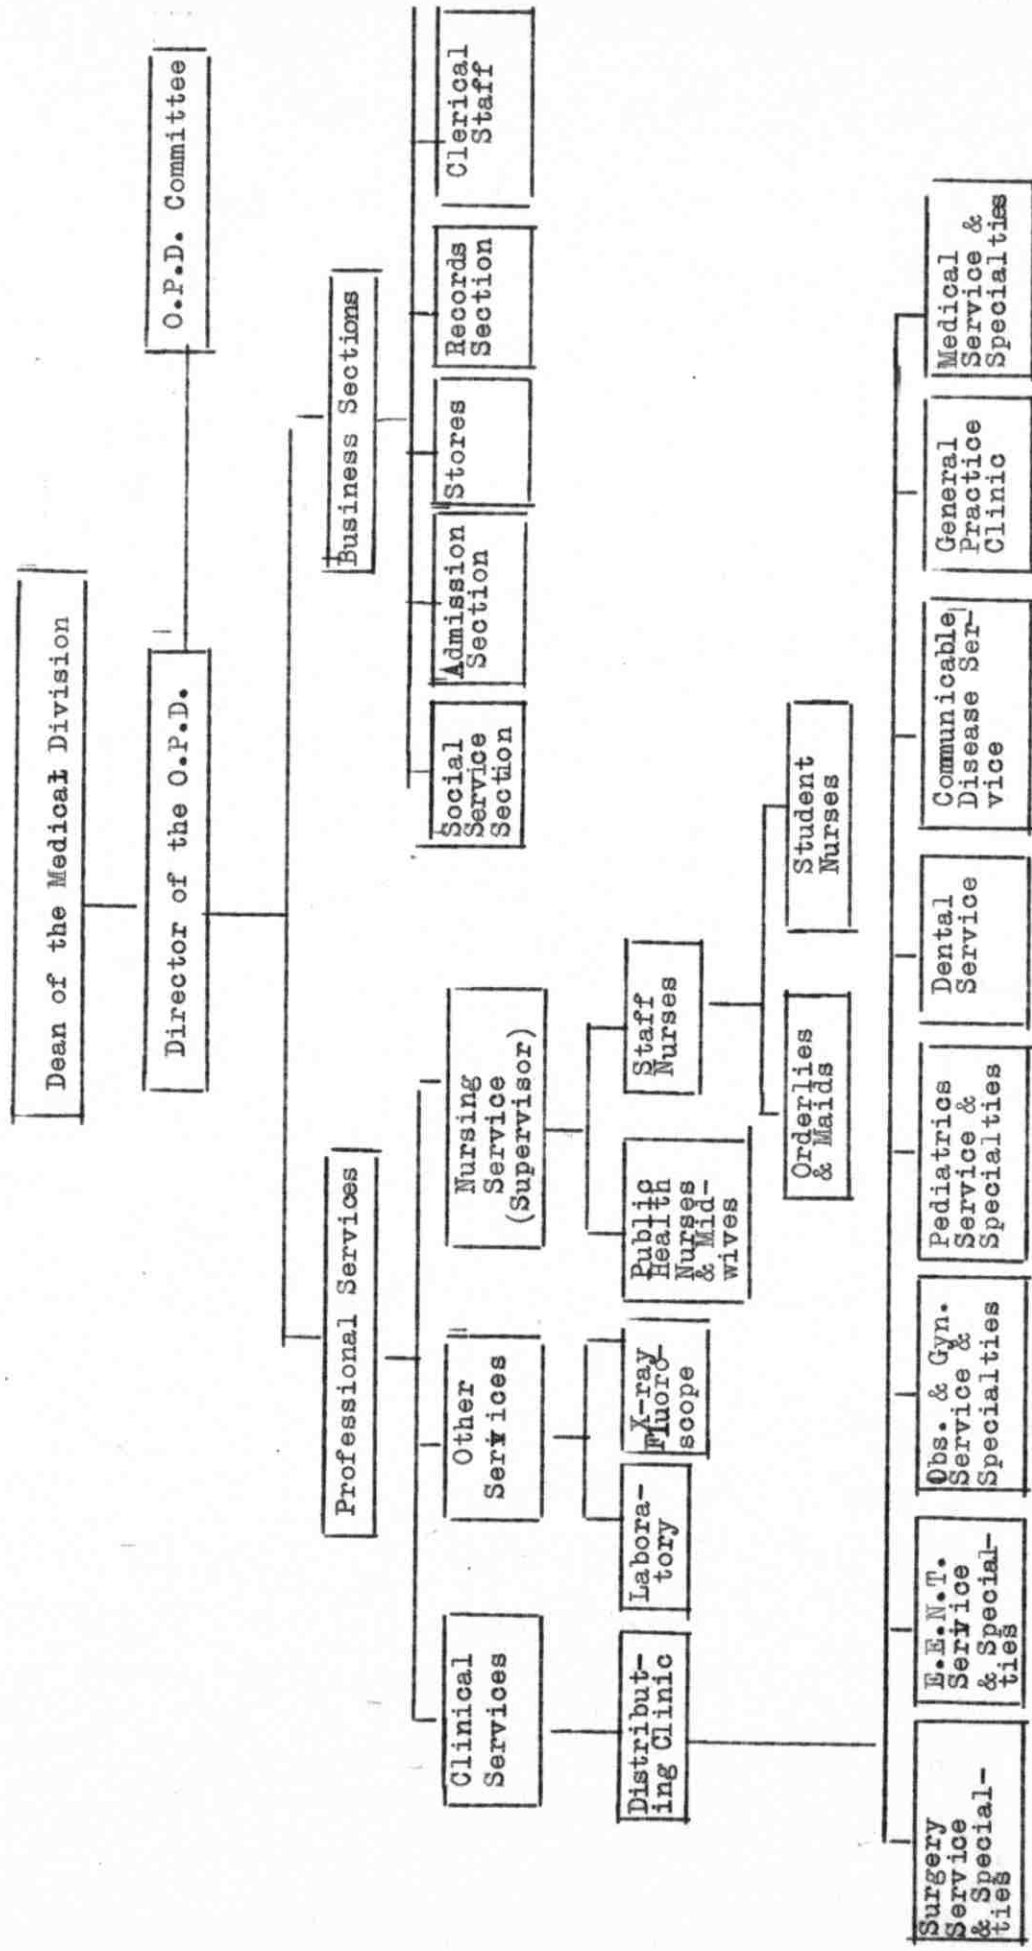 Dean of the Medical Division
Director of the O.P.D.
O.P.D. Committee
Professional Services
Business Sections
Clinical
Services
Other
Services
Nursing
Service
(Supervisor)
Social
Service
Section
Admission
Section
Stores
Records
Section
Clerical
Staff
Distribut-
ing Clinic
Labora-
tory
X-ray
Fluoro-
scope
Public
Health
Nurses
& Mid-
wives
Staff
Nurses
Orderlies
& Maids
Student
Nurses
Surgery
Service
& Special-
ties
E.E.N.T.
Service
& Special-
ties
Obs. & Gyn.
Service &
Specialties
Pediatrics
Service &
Specialties
Dental
Service
Communicable
Disease Ser-
vice
General
Practice
Clinic
Medical
Service &
Specialties